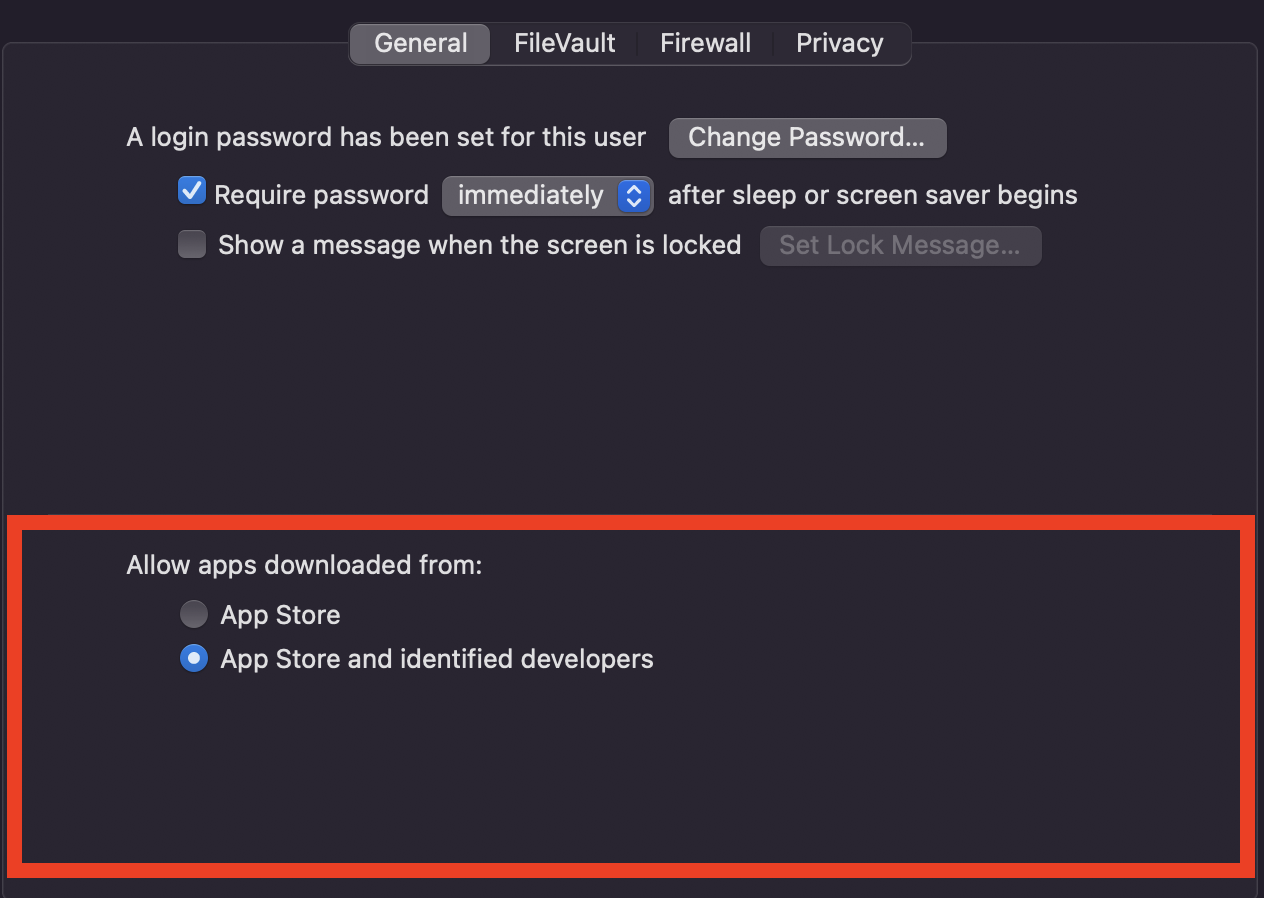 General FileVault Firewall Privacy
A login password has been set for this user Change Password...
Require password immediately after sleep or screen saver begins
Show a message when the screen is locked Set Lock Message...
Allow apps downloaded from:
App Store
App Store and identified developers